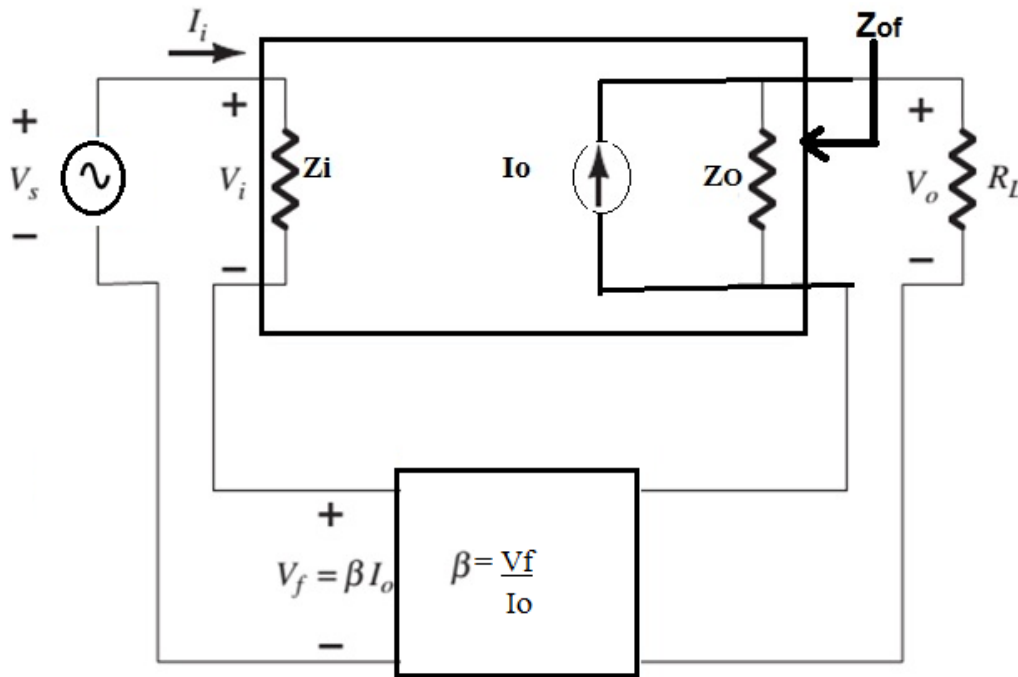 Ii
Zof
+
+
+
Vs
Vi
Zi
Io
ZO
Vo
RL
−
−
−
+
Vf = βIo
β = Vf
Io
−